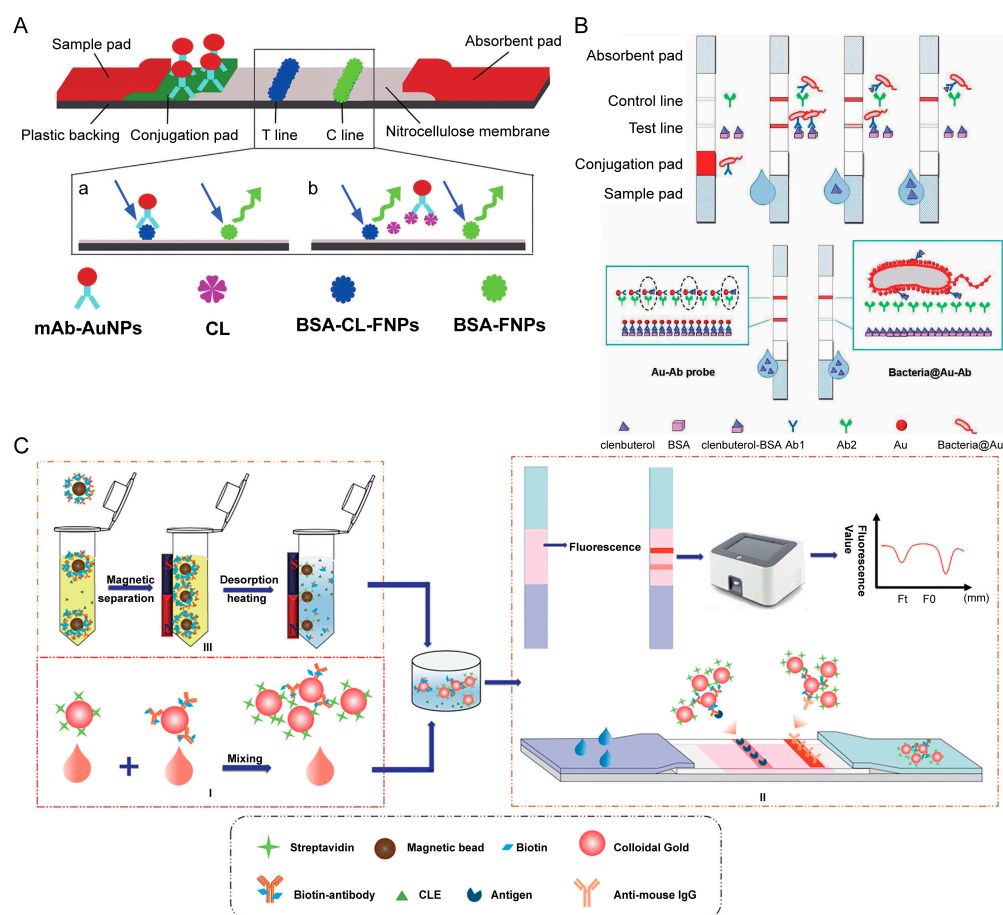 A
Sample pad
Absorbent pad
Plastic backing
Conjugation pad
T line
C line
Nitrocellulose membrane
a
b
mAb-AuNPs
CL
BSA-CL-FNPs
BSA-FNPs
B
Absorbent pad
Control line
Test line
Conjugation pad
Sample pad
Au-Ab probe
Bacteria@Au-Ab
clenbuterol
BSA
clenbuterol-BSA
Ab1
Ab2
Au
Bacteria@Au
C
Magnetic
separation
Desorption
heating
S
N
S
N
III
Mixing
I
Fluorescence
Fluorescence
Value
Ft
F0
(mm)
II
Streptavidin
Magnetic bead
Biotin
Colloidal Gold
Biotin-antibody
CLE
Antigen
Anti-mouse IgG